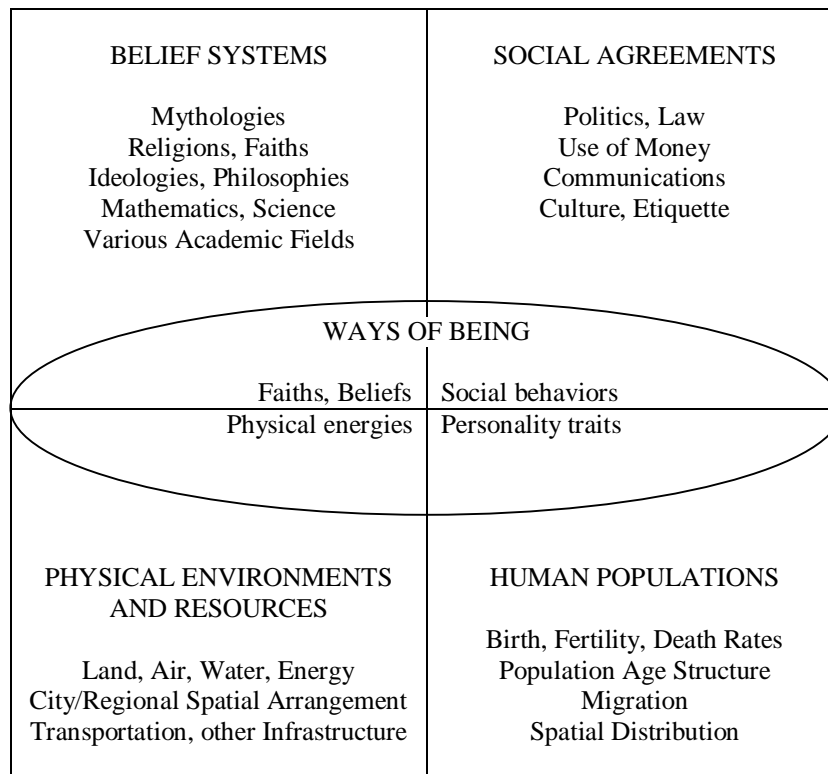 BELIEF SYSTEMS
Mythologies
Religions, Faiths
Ideologies, Philosophies
Mathematics, Science
Various Academic Fields
SOCIAL AGREEMENTS
Politics, Law
Use of Money
Communications
Culture, Etiquette
WAYS OF BEING
Faiths, Beliefs
Social behaviors
Physical energies
Personality traits
PHYSICAL ENVIRONMENTS
AND RESOURCES
Land, Air, Water, Energy
City/Regional Spatial Arrangement
Transportation, other Infrastructure
HUMAN POPULATIONS
Birth, Fertility, Death Rates
Population Age Structure
Migration
Spatial Distribution